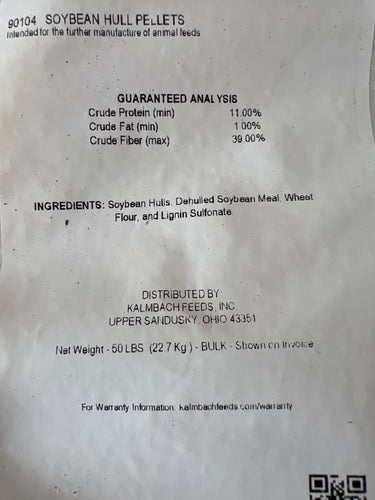 90104 SOYBEAN HULL PELLETS
Intended for the further manufacture of animal feeds
GUARANTEED ANALYSIS
Crude Protein (min) 11.00%
Crude Fat (min) 1.00%
Crude Fiber (max) 39.00%
INGREDIENTS: Soybean Hulls, Dehulled Soybean Meal, Wheat
Flour, and Lignin Sulfonate.
DISTRIBUTED BY
KALMBACH FEEDS, INC
UPPER SANDUSKY, OHIO 43351
Net Weight - 50 LBS (22.7 Kg.) - BULK - Shown on Invoice
For Warranty Information: kalmbachfeeds.com/warranty